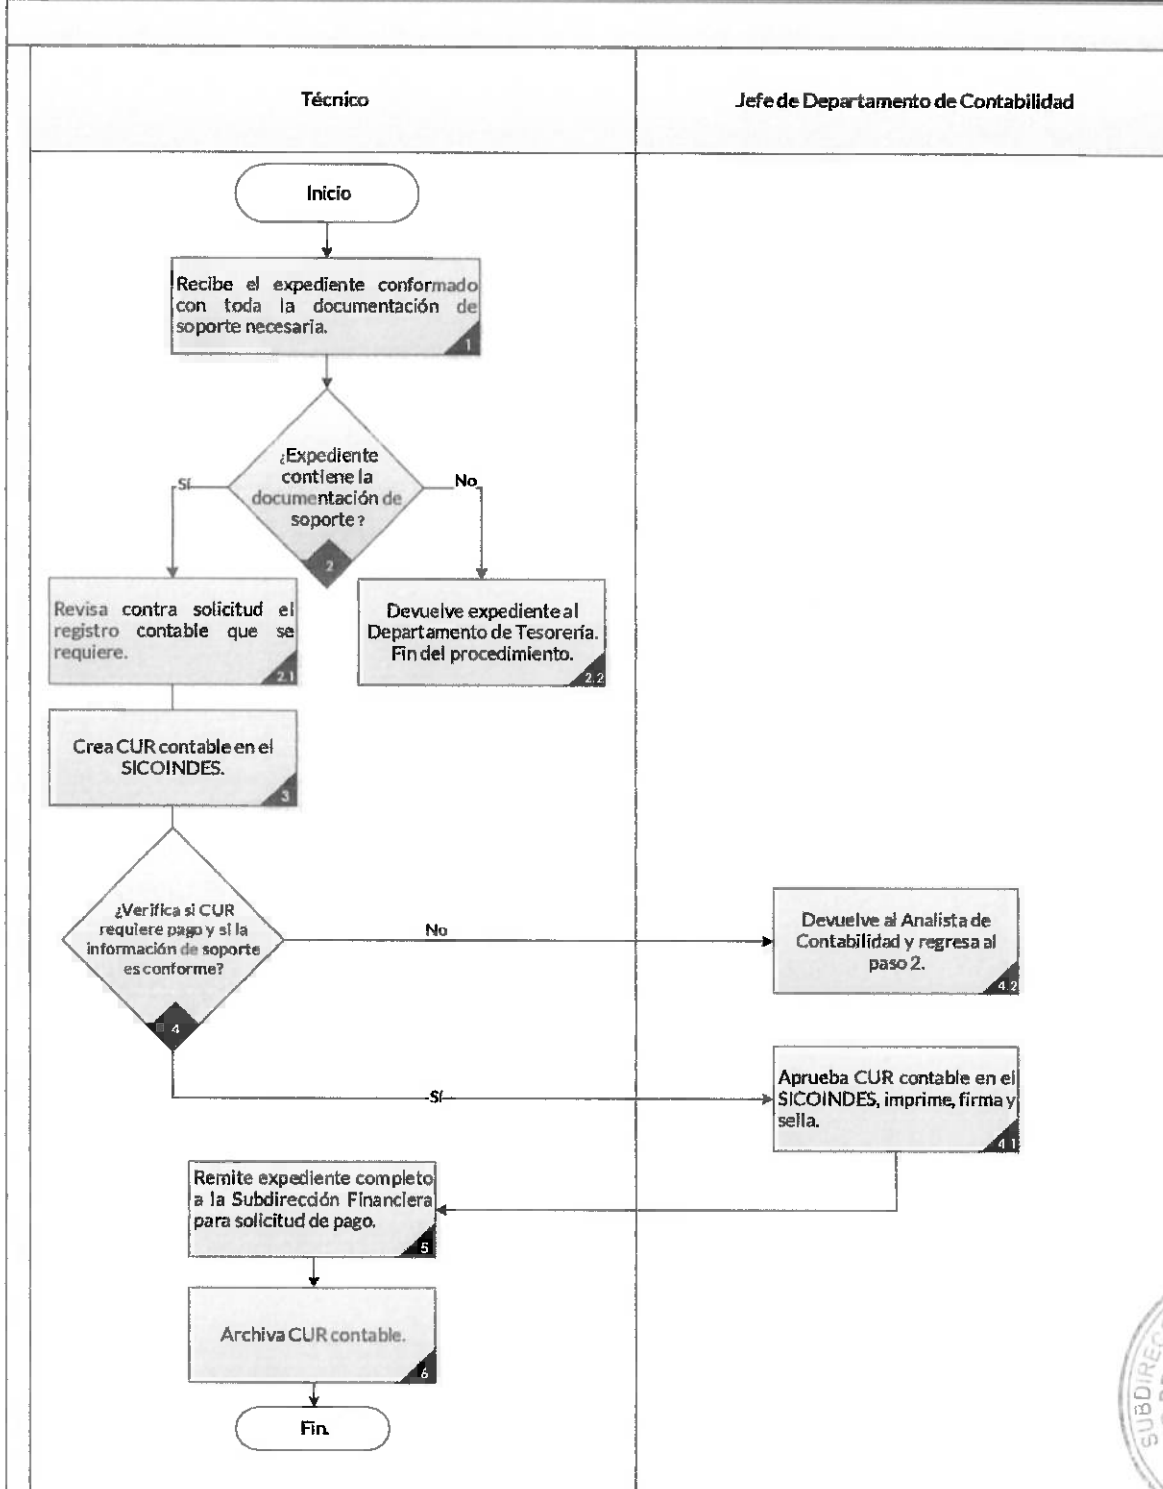 Técnico
Jefe de Departamento de Contabilidad
Inicio
Recibe el expediente conformado
con toda la documentación de
soporte necesaria.
1
¿Expediente
contiene la
documentación de
soporte?
2
Sí
No
Revisa contra solicitud el
registro contable que se
requiere.
2.1
Devuelve expediente al
Departamento de Tesorería.
Fin del procedimiento.
2.2
Crea CUR contable en el
SICOINDES.
3
¿Verifica si CUR
requiere pago y si la
información de soporte
es conforme?
4
No
Devuelve al Analista de
Contabilidad y regresa al
paso 2.
4.2
Sí
Aprueba CUR contable en el
SICOINDES, imprime, firma y
sella.
4.1
Remite expediente completo
a la Subdirección Financiera
para solicitud de pago.
5
Archiva CUR contable.
6
Fin.